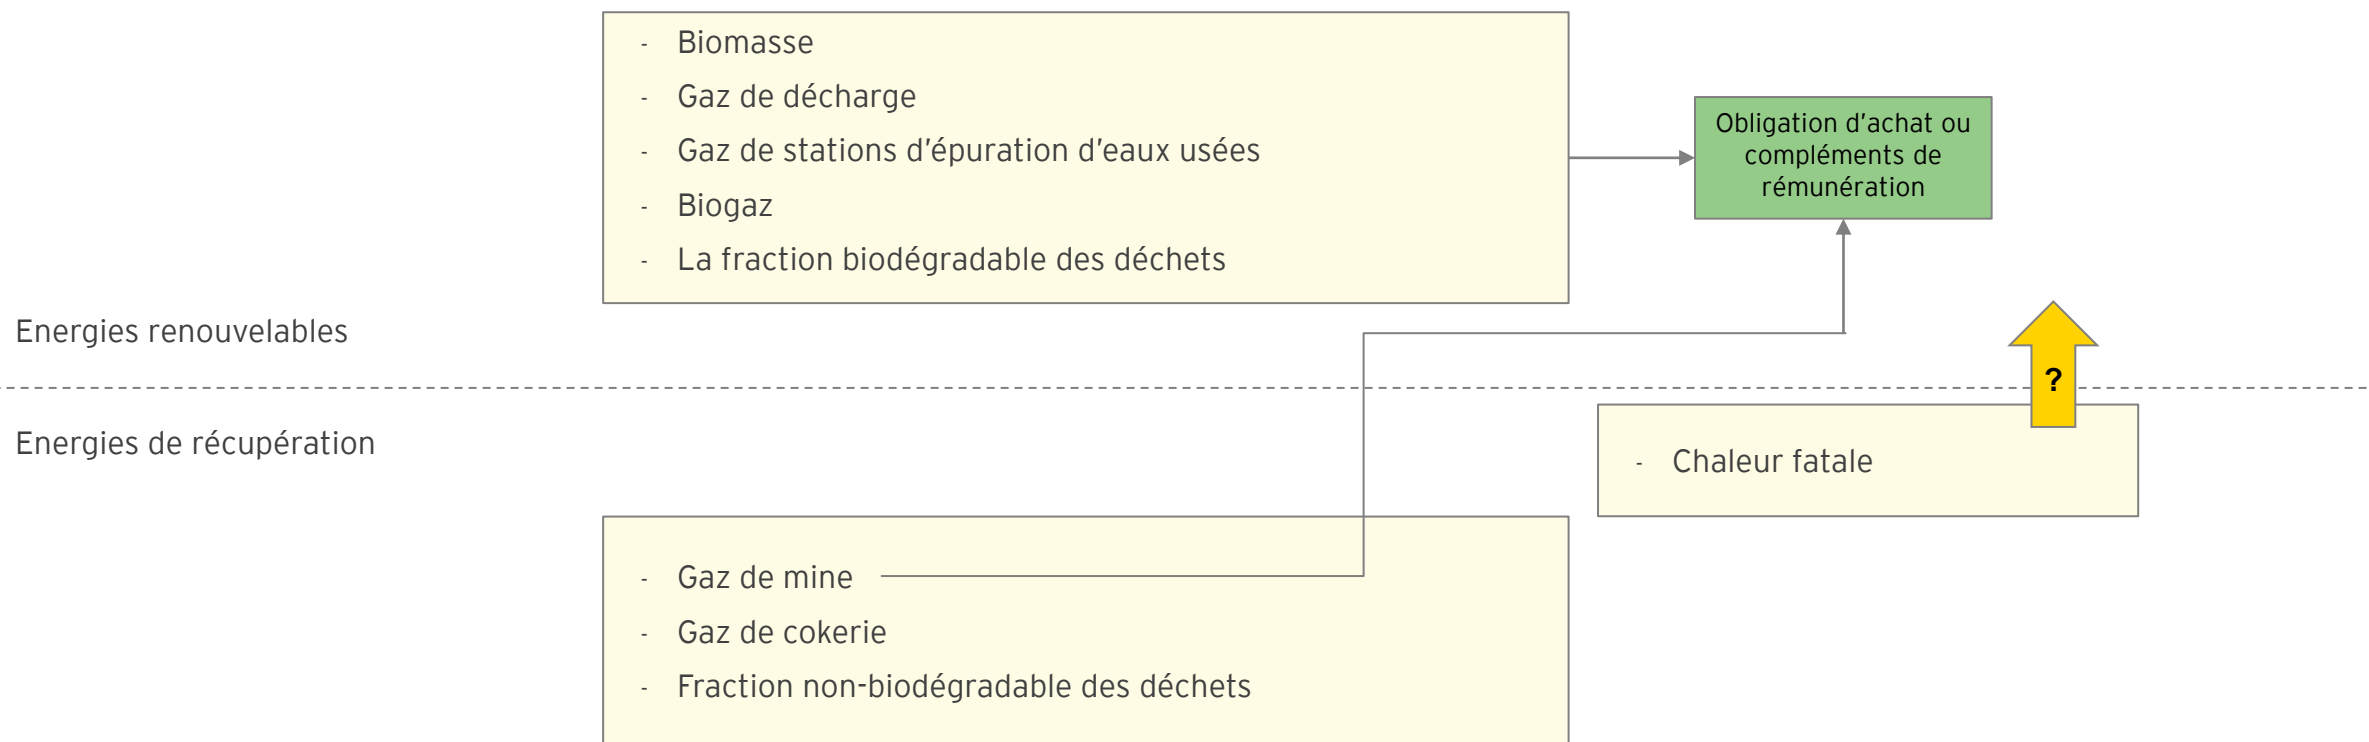 - Biomasse
- Gaz de décharge
- Gaz de stations d’épuration d’eaux usées
- Biogaz
- La fraction biodégradable des déchets
Obligation d’achat ou
compléments de
rémunération
Energies renouvelables
?
Energies de récupération
- Chaleur fatale
- Gaz de mine
- Gaz de cokerie
- Fraction non-biodégradable des déchets